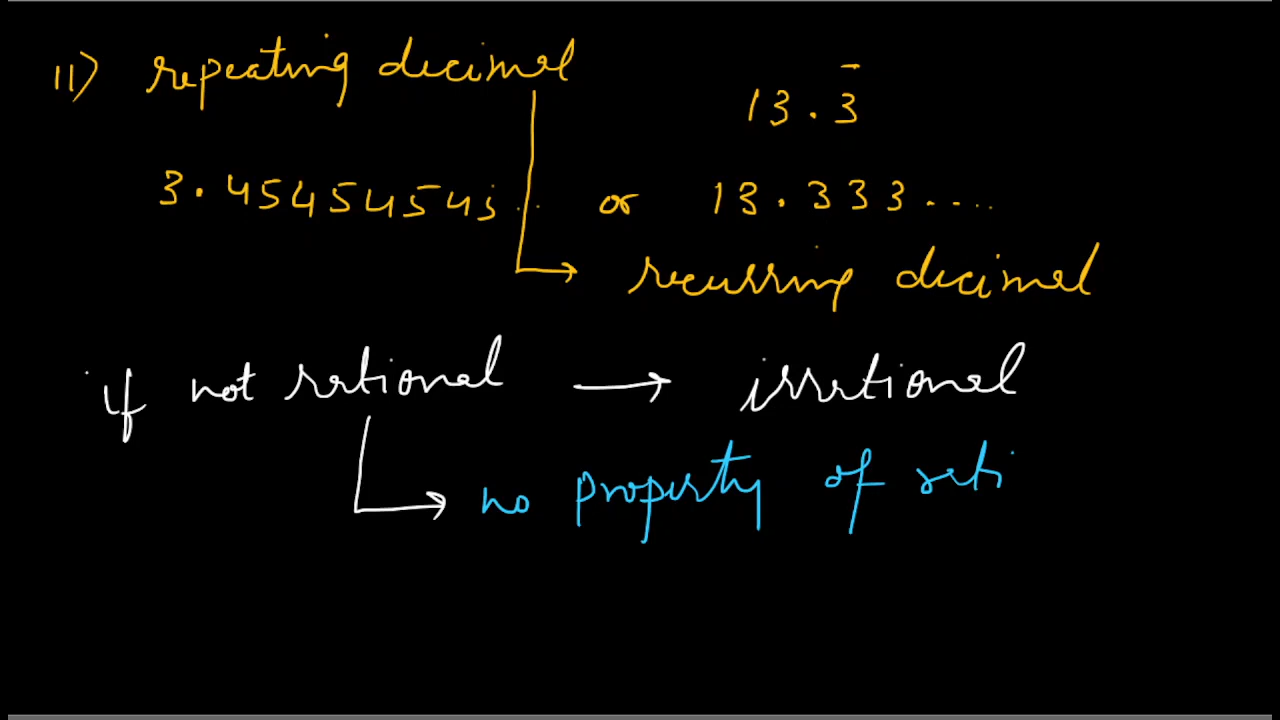 11) repeating decimal
13.3̄
3.45454545... or 13.333....
recurring decimal
if not rational → irrational
no property of rati